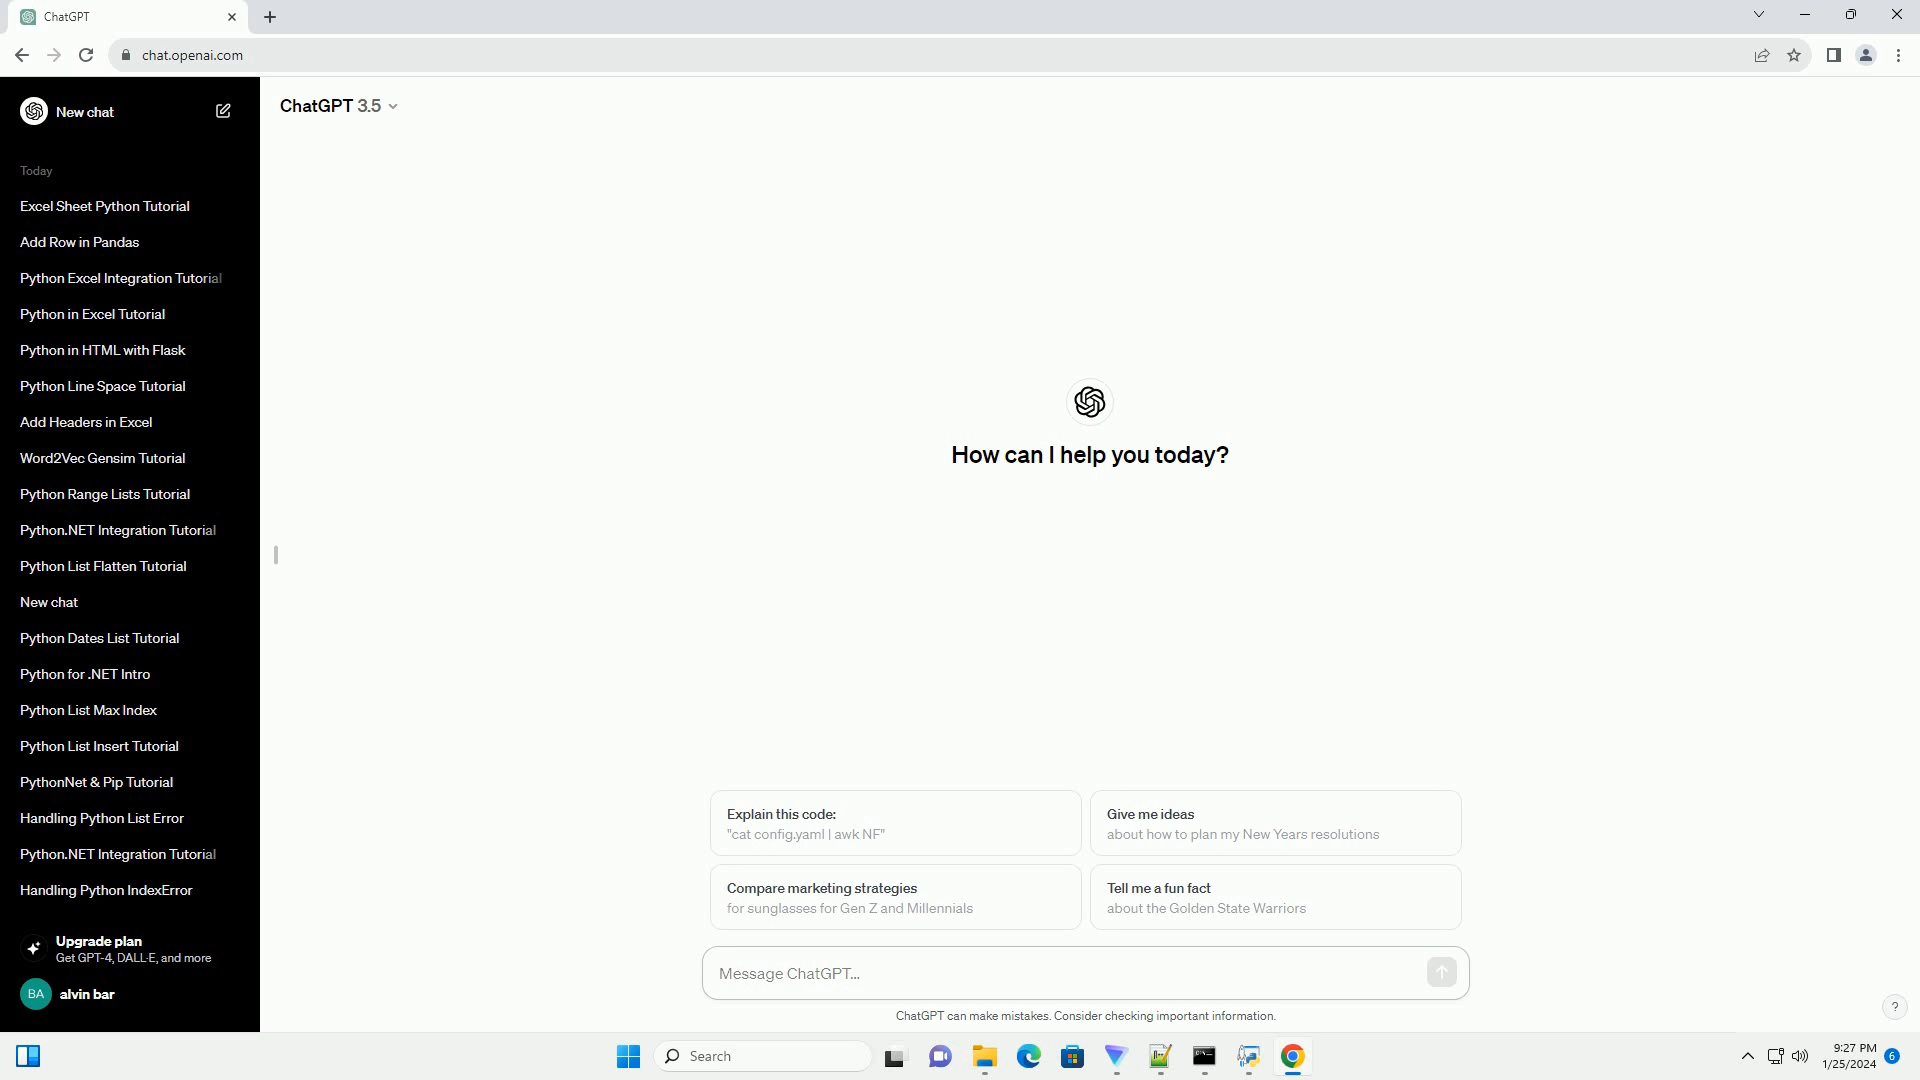 ChatGPT
chat.openai.com
New chat
Today
Excel Sheet Python Tutorial
Add Row in Pandas
Python Excel Integration Tutorial
Python in Excel Tutorial
Python in HTML with Flask
Python Line Space Tutorial
Add Headers in Excel
Word2Vec Gensim Tutorial
Python Range Lists Tutorial
Python.NET Integration Tutorial
Python List Flatten Tutorial
New chat
Python Dates List Tutorial
Python for .NET Intro
Python List Max Index
Python List Insert Tutorial
PythonNet & Pip Tutorial
Handling Python List Error
Python.NET Integration Tutorial
Handling Python IndexError
Upgrade plan
Get GPT-4, DALL·E, and more
BA alvin bar
ChatGPT 3.5
How can I help you today?
Explain this code:
"cat config.yaml | awk NF"
Give me ideas
about how to plan my New Years resolutions
Compare marketing strategies
for sunglasses for Gen Z and Millennials
Tell me a fun fact
about the Golden State Warriors
Message ChatGPT...
ChatGPT can make mistakes. Consider checking important information.
?
Search
9:27 PM
1/25/2024
6